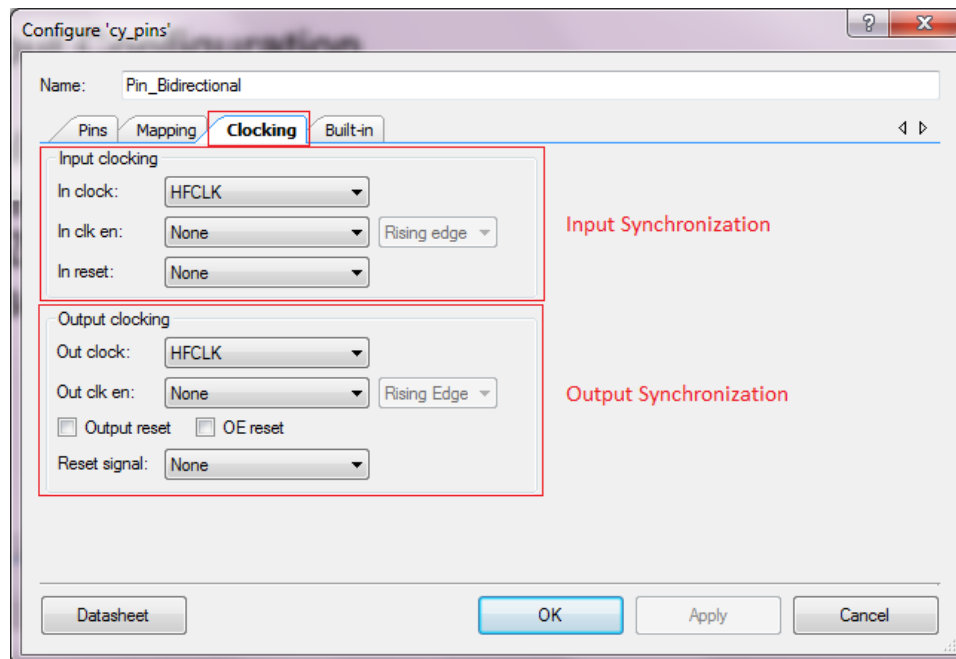 Configure 'cy_pins'
Name: Pin_Bidirectional
Pins Mapping Clocking Built-in
Input clocking
In clock: HFCLK
In clk en: None Rising edge
In reset: None
Input Synchronization
Output clocking
Out clock: HFCLK
Out clk en: None Rising Edge
Output reset OE reset
Reset signal: None
Output Synchronization
Datasheet OK Apply Cancel